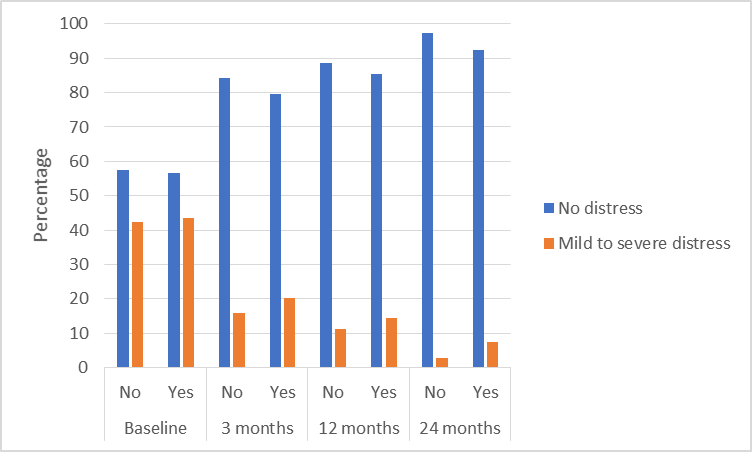 100
90
80
70
60
50
40
30
20
10
0
Percentage
No Yes No Yes No Yes No Yes
Baseline 3 months 12 months 24 months
No distress
Mild to severe distress